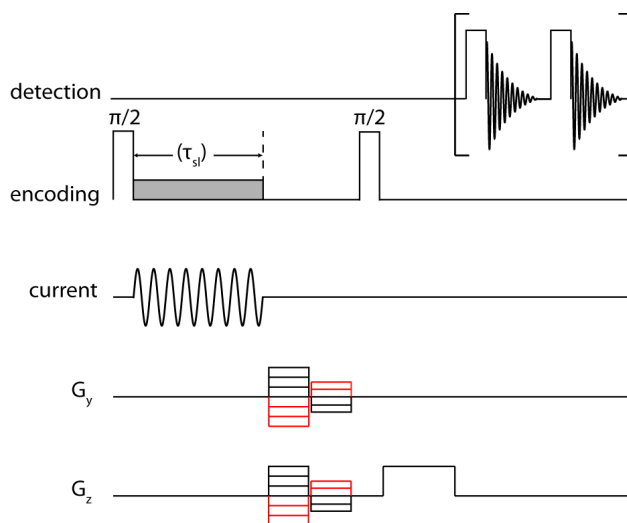 detection
π/2 π/2
(τsl)
encoding
current
Gy
Gz